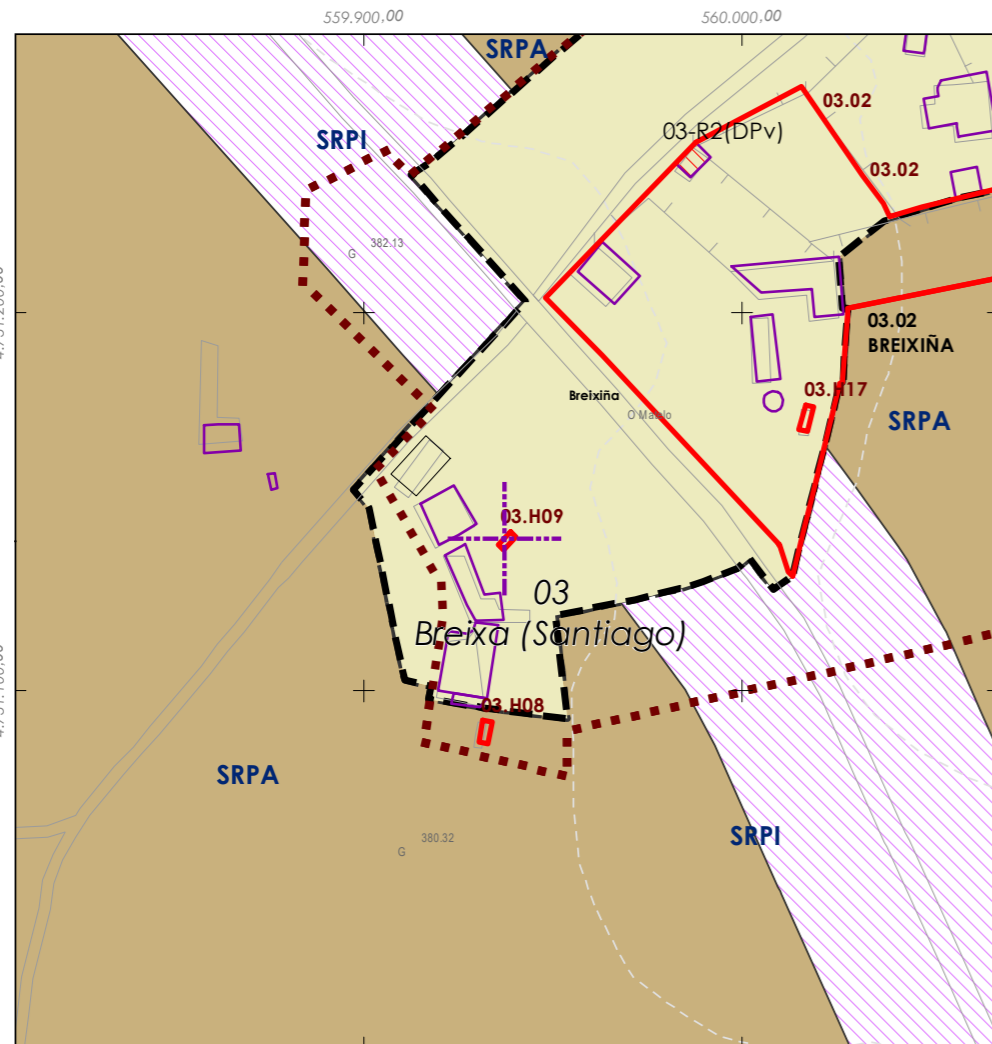 559.900,00
560.000,00
SRPA
03.02
03-R2(DPv)
SRPI
03.02
382.13
G
03.02
BREIXIÑA
03.H17
Breixiña
SRPA
03.H09
03
Breixa (Santiago)
03.H08
SRPA
SRPI
380.32
G